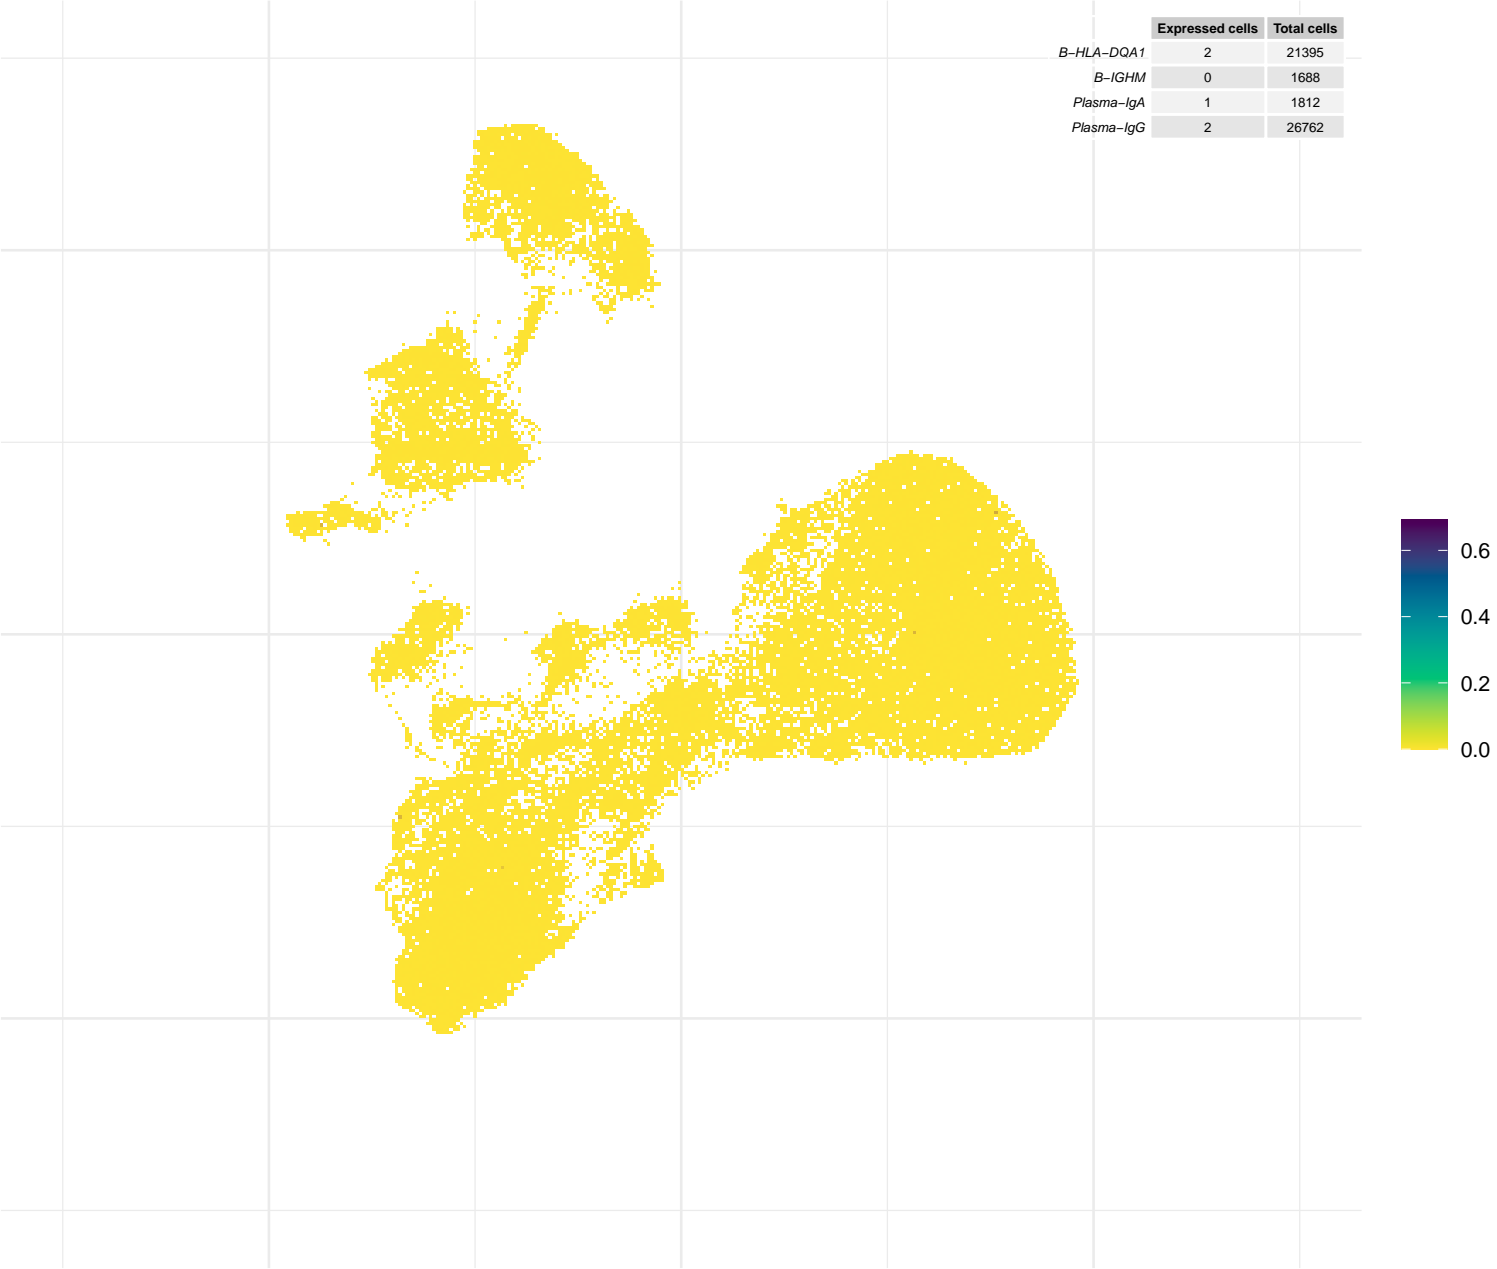 Expressed cells Total cells
B−HLA−DQA1 2 21395
B−IGHM 0 1688
Plasma−IgA 1 1812
Plasma−IgG 2 26762
0.6
0.4
0.2
0.0